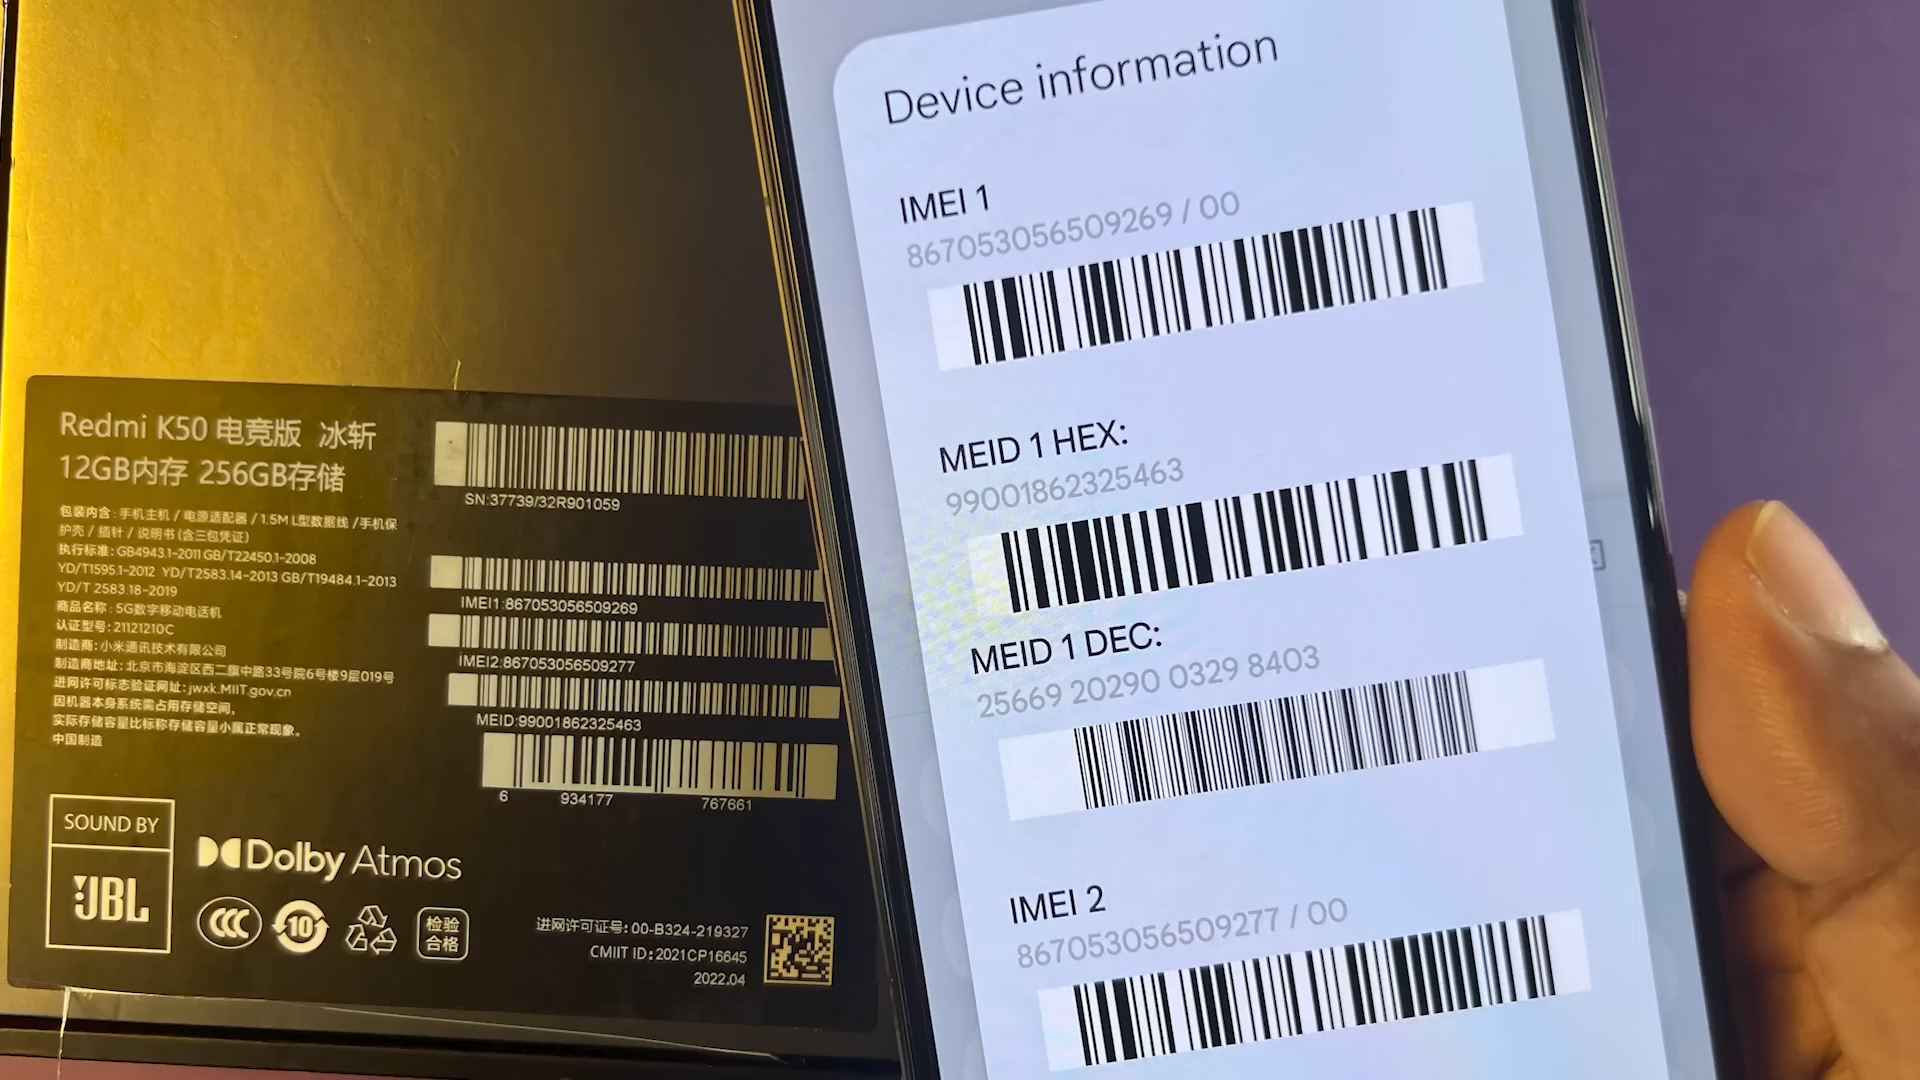 Redmi K50 电竞版 冰斩
12GB内存 256GB存储
包装内含: 手机主机 / 电源适配器 / 1.5M L型数据线 /手机保
护壳 / 插针 / 说明书 (含三包凭证)
执行标准: GB4943.1-2011 GB/T22450.1-2008
YD/T1595.1-2012 YD/T2583.14-2013 GB/T19484.1-2013
YD/T 2583.18-2019
商品名称: 5G数字移动电话机
认证型号: 21121210C
制造商: 小米通讯技术有限公司
制造商地址: 北京市海淀区西二旗中路33号院6号楼9层019号
进网许可标志验证网址: jwxk.MIIT.gov.cn
因机器本身系统需占用存储空间,
实际存储容量比标称存储容量小属正常现象。
中国制造
SN:37739/32R901059
IMEI1:867053056509269
IMEI2:867053056509277
MEID:99001862325463
6 934177 767661
SOUND BY
JBL
Dolby Atmos
CCC
10
检验
合格
进网许可证号: 00-B324-219327
CMIIT ID: 2021CP16645
2022.04
Device information
IMEI 1
867053056509269 / 00
MEID 1 HEX:
99001862325463
MEID 1 DEC:
25669 20290 0329 8403
IMEI 2
867053056509277 / 00